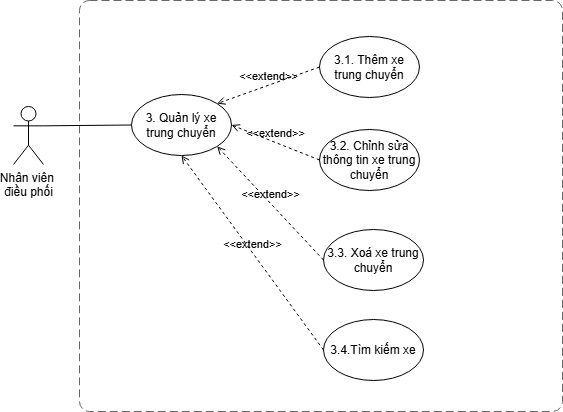 3.1. Thêm xe
trung chuyển
<<extend>>
3. Quản lý xe
trung chuyển
<<extend>>
3.2. Chỉnh sửa
thông tin xe trung
chuyển
Nhân viên
điều phối
<<extend>>
3.3. Xoá xe trung
chuyển
<<extend>>
3.4.Tìm kiếm xe